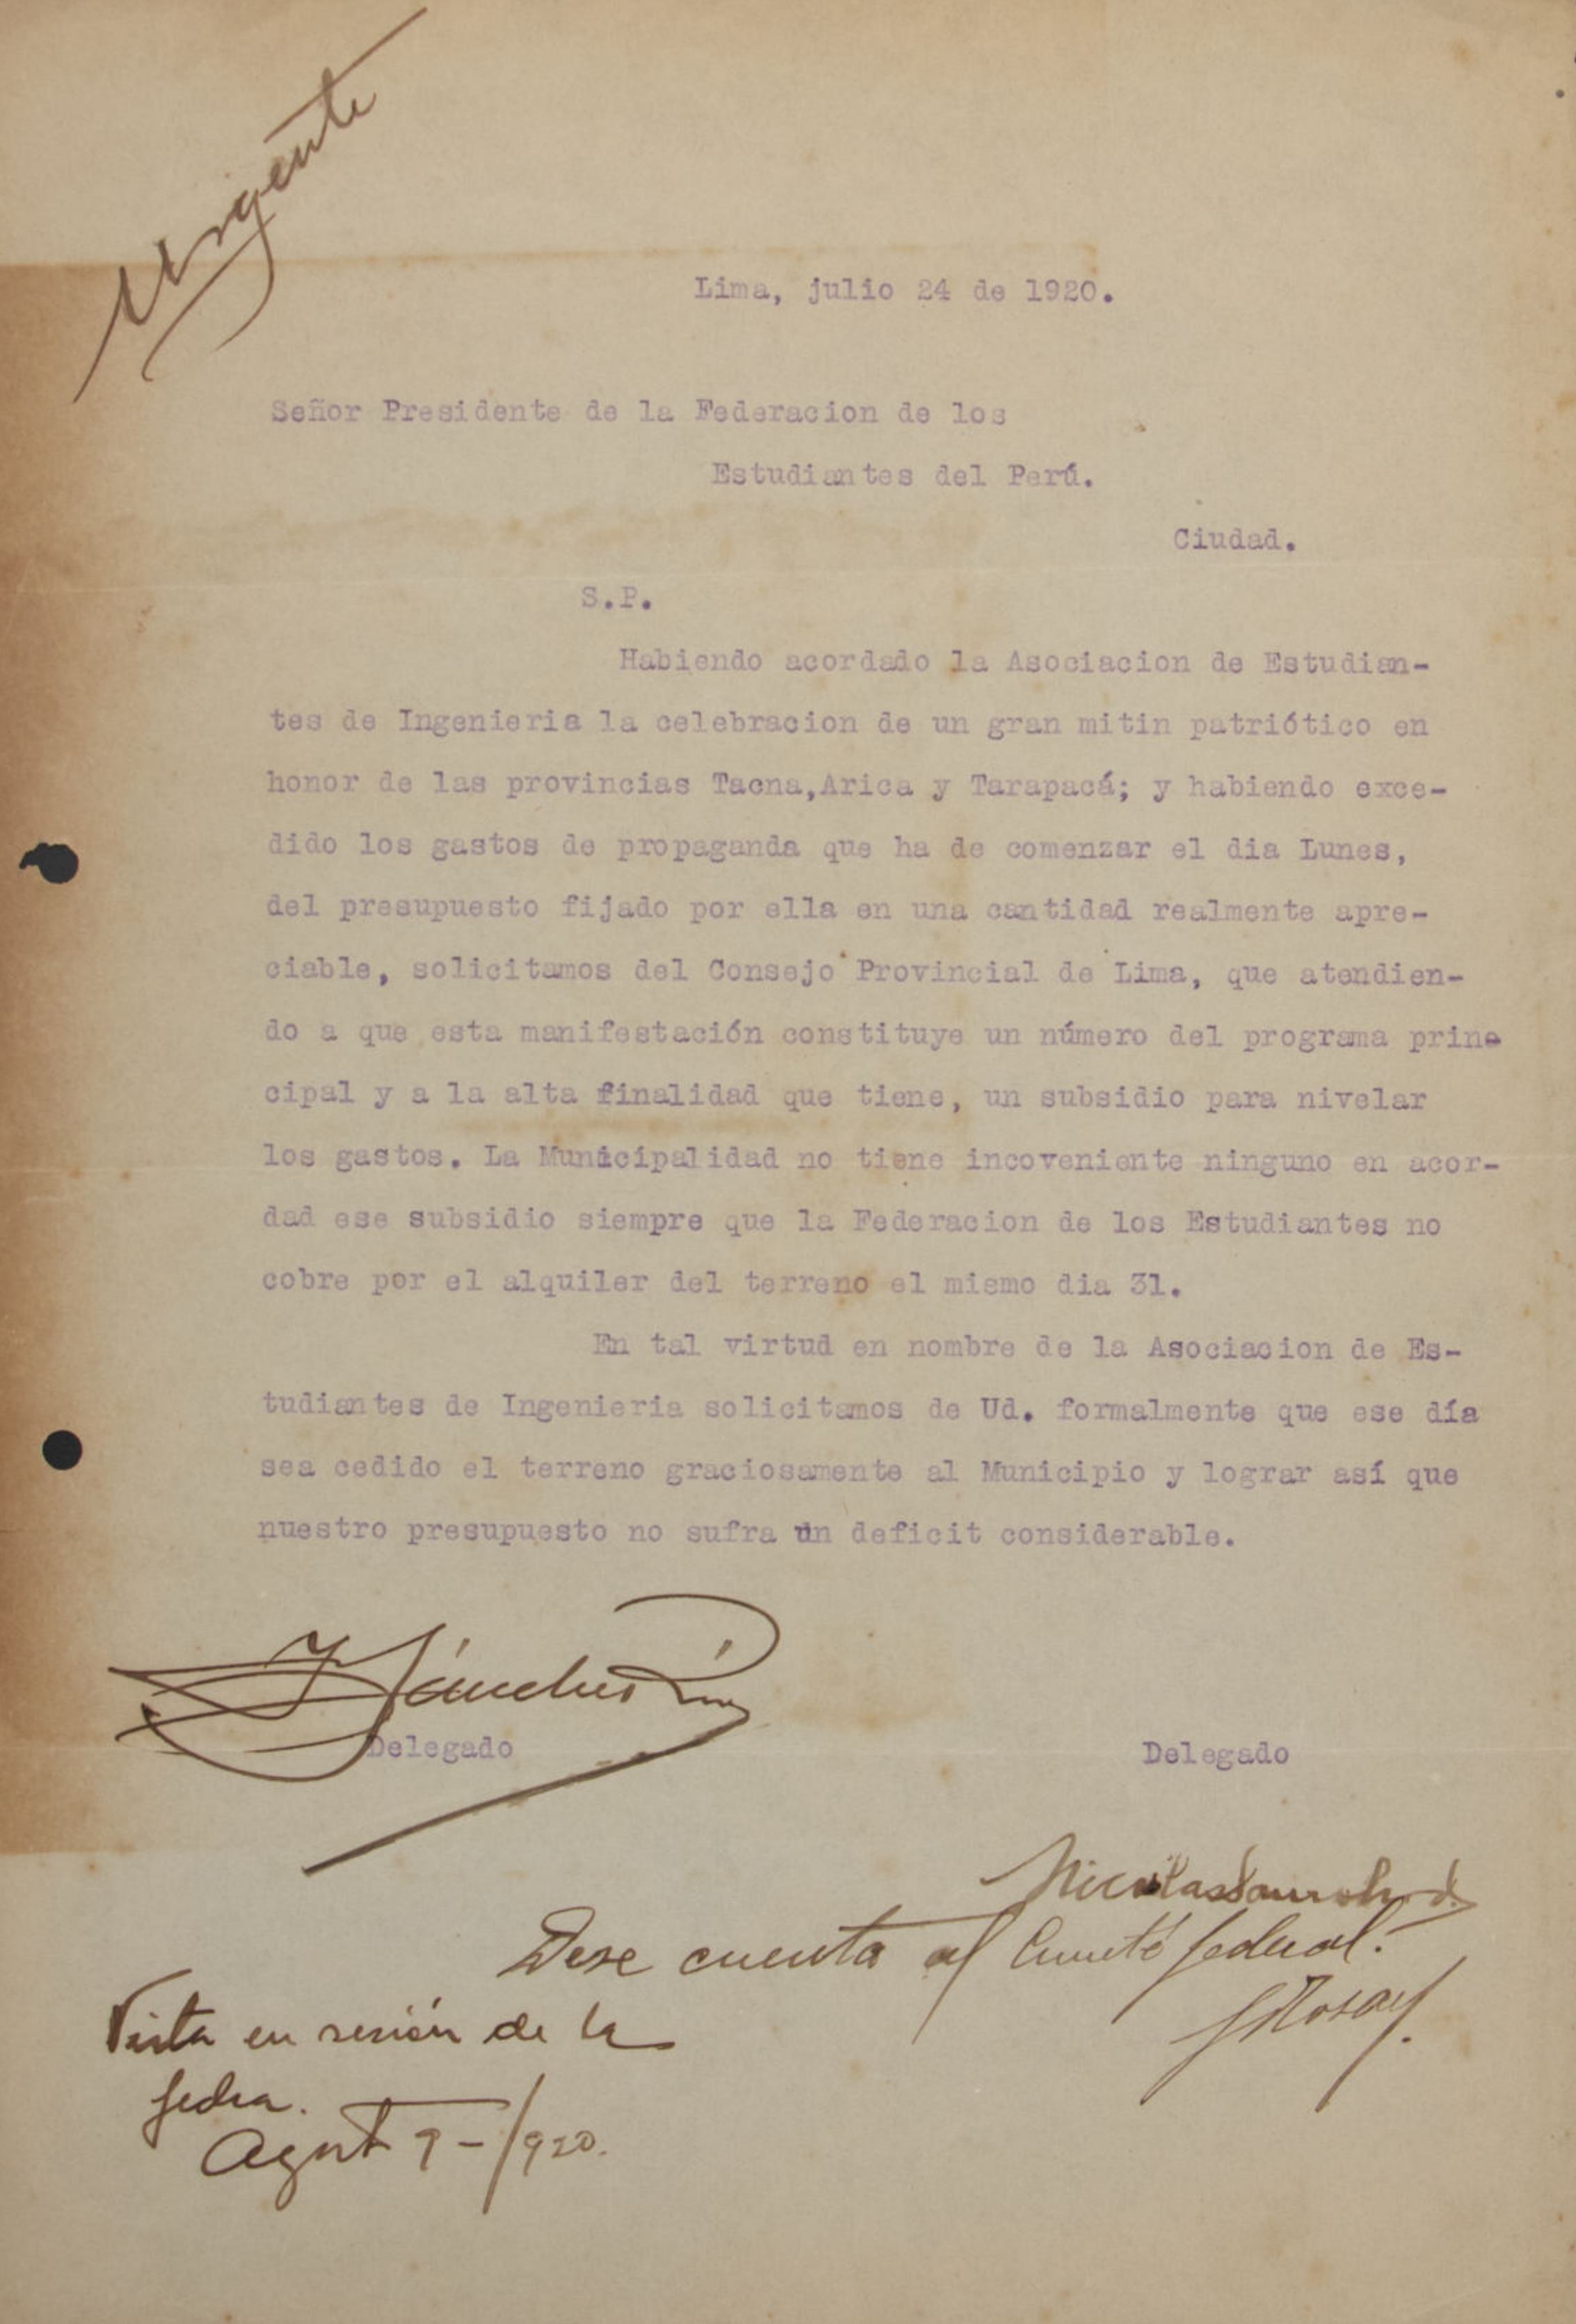 Urgente
Lima, julio 24 de 1920.
Señor Presidente de la Federacion de los
Estudiantes del Perú.
Ciudad.
S.P.
Habiendo acordado la Asociacion de Estudian-
tes de Ingenieria la celebracion de un gran mitin patriótico en
honor de las provincias Tacna,Arica y Tarapacá; y habiendo exce-
dido los gastos de propaganda que ha de comenzar el dia Lunes,
del presupuesto fijado por ella en una cantidad realmente apre-
ciable, solicitamos del Consejo Provincial de Lima, que atendien-
do a que esta manifestación constituye un número del programa prin-
cipal y a la alta finalidad que tiene, un subsidio para nivelar
los gastos. La Municipalidad no tiene incoveniente ninguno en acor-
dad ese subsidio siempre que la Federacion de los Estudiantes no
cobre por el alquiler del terreno el mismo dia 31.
En tal virtud en nombre de la Asociacion de Es-
tudiantes de Ingenieria solicitamos de Ud. formalmente que ese día
sea cedido el terreno graciosamente al Municipio y lograr así que
nuestro presupuesto no sufra un deficit considerable.
Sánchez
Delegado
Delegado
Nicolas
Dese cuenta al Comité federal.
Vista en sesión de la
fedra.
Agost 9-/920.